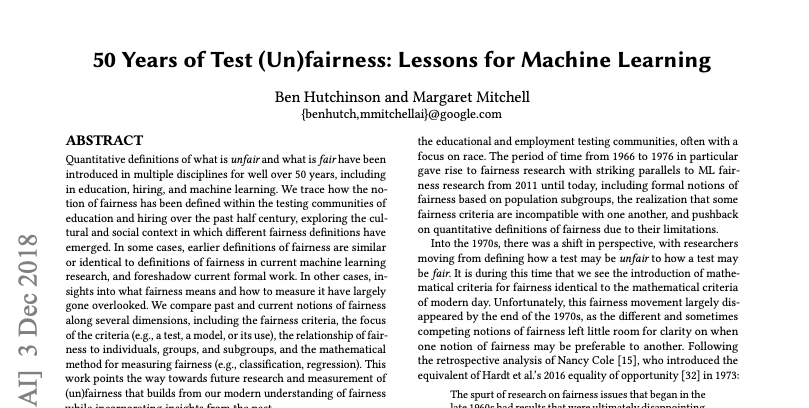 50 Years of Test (Un)fairness: Lessons for Machine Learning
Ben Hutchinson and Margaret Mitchell
{benhutch,mmitchellai}@google.com
ABSTRACT
Quantitative definitions of what is unfair and what is fair have been
introduced in multiple disciplines for well over 50 years, including
in education, hiring, and machine learning. We trace how the no-
tion of fairness has been defined within the testing communities of
education and hiring over the past half century, exploring the cul-
tural and social context in which different fairness definitions have
emerged. In some cases, earlier definitions of fairness are similar
or identical to definitions of fairness in current machine learning
research, and foreshadow current formal work. In other cases, in-
sights into what fairness means and how to measure it have largely
gone overlooked. We compare past and current notions of fairness
along several dimensions, including the fairness criteria, the focus
of the criteria (e.g., a test, a model, or its use), the relationship of fair-
ness to individuals, groups, and subgroups, and the mathematical
method for measuring fairness (e.g., classification, regression). This
work points the way towards future research and measurement of
(un)fairness that builds from our modern understanding of fairness
while incorporating insights from the past.
the educational and employment testing communities, often with a
focus on race. The period of time from 1966 to 1976 in particular
gave rise to fairness research with striking parallels to ML fair-
ness research from 2011 until today, including formal notions of
fairness based on population subgroups, the realization that some
fairness criteria are incompatible with one another, and pushback
on quantitative definitions of fairness due to their limitations.
Into the 1970s, there was a shift in perspective, with researchers
moving from defining how a test may be unfair to how a test may
be fair. It is during this time that we see the introduction of mathe-
matical criteria for fairness identical to the mathematical criteria
of modern day. Unfortunately, this fairness movement largely dis-
appeared by the end of the 1970s, as the different and sometimes
competing notions of fairness left little room for clarity on when
one notion of fairness may be preferable to another. Following
the retrospective analysis of Nancy Cole [15], who introduced the
equivalent of Hardt et al.'s 2016 equality of opportunity [32] in 1973:
The spurt of research on fairness issues that began in the
late 1960s had results that were ultimately disappointing
AI] 3 Dec 2018